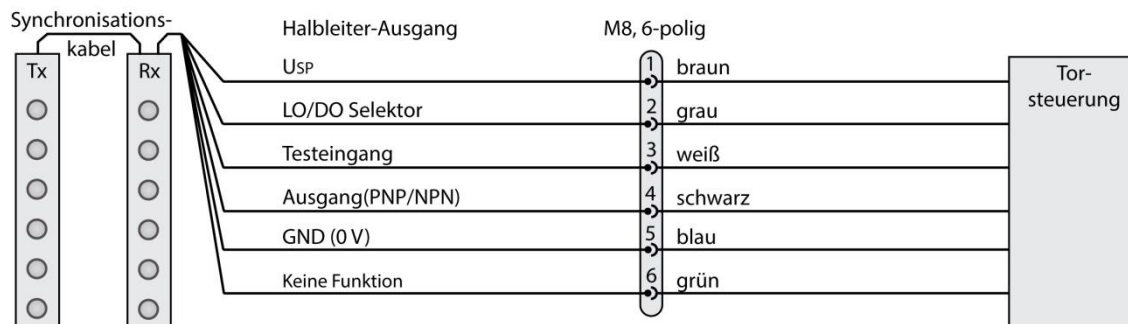 Synchronisations-
kabel
Tx
Rx
Halbleiter-Ausgang
M8, 6-polig
USP
1
braun
LO/DO Selektor
2
grau
Testeingang
3
weiß
Ausgang(PNP/NPN)
4
schwarz
GND (0 V)
5
blau
Keine Funktion
6
grün
Tor-
steuerung